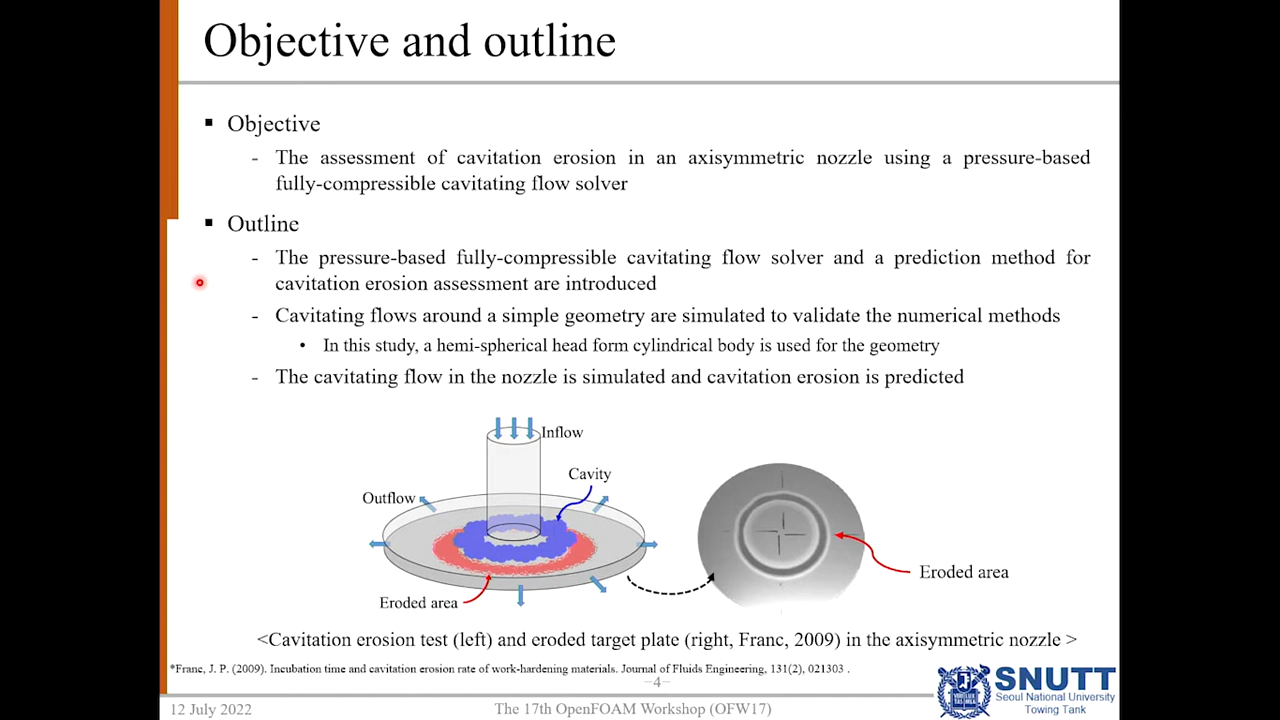 Objective and outline
▪ Objective
- The assessment of cavitation erosion in an axisymmetric nozzle using a pressure-based
fully-compressible cavitating flow solver
▪ Outline
- The pressure-based fully-compressible cavitating flow solver and a prediction method for
cavitation erosion assessment are introduced
- Cavitating flows around a simple geometry are simulated to validate the numerical methods
• In this study, a hemi-spherical head form cylindrical body is used for the geometry
- The cavitating flow in the nozzle is simulated and cavitation erosion is predicted
Inflow
Cavity
Outflow
Eroded area
Eroded area
<Cavitation erosion test (left) and eroded target plate (right, Franc, 2009) in the axisymmetric nozzle >
*Franc, J. P. (2009). Incubation time and cavitation erosion rate of work-hardening materials. Journal of Fluids Engineering, 131(2), 021303 .
–4–
SNUTT
Seoul National University
Towing Tank
12 July 2022
The 17th OpenFOAM Workshop (OFW17)